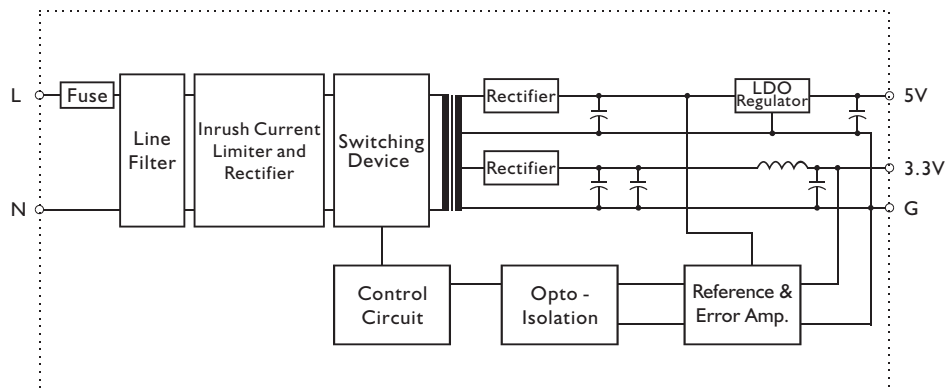 L
Fuse
Line
Filter
Inrush Current
Limiter and
Rectifier
Switching
Device
Rectifier
LDO
Regulator
5V
Rectifier
3.3V
N
G
Control
Circuit
Opto -
Isolation
Reference &
Error Amp.